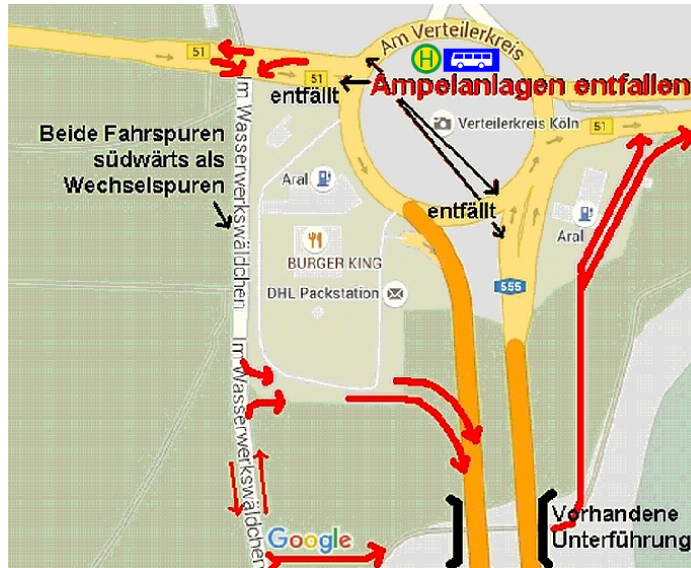 Am Verteilerkreis
H
51
51
entfällt
Ampelanlagen entfallen
Verteilerkreis Köln
51
Im Wasserwerkswäldchen
Beide Fahrspuren
südwärts als
Wechselspuren
Aral
entfällt
Aral
BURGER KING
DHL Packstation
555
Im Wasserwerkswäldchen
Vorhandene
Unterführung
Google